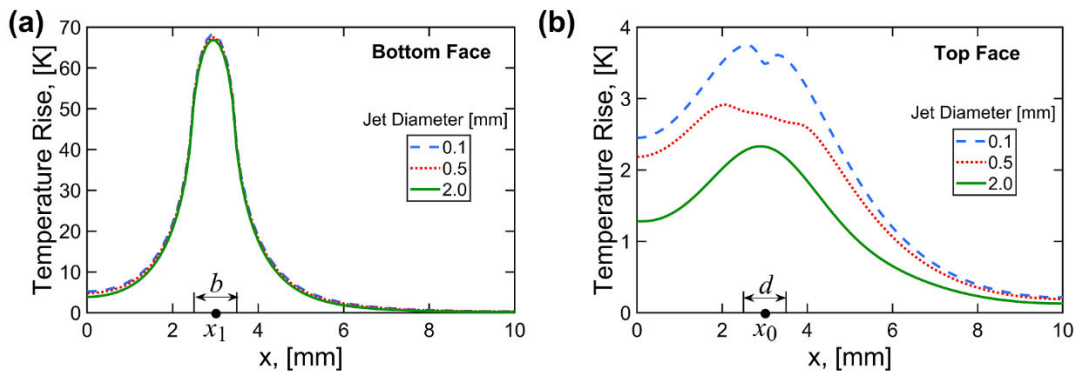 (a)
Temperature Rise, [K]
70
60
50
40
30
20
10
0
Bottom Face
Jet Diameter [mm]
0.1
0.5
2.0
b
x1
0 2 4 6 8 10
x, [mm]
(b)
Temperature Rise, [K]
4
3
2
1
0
Top Face
Jet Diameter [mm]
0.1
0.5
2.0
d
x0
0 2 4 6 8 10
x, [mm]